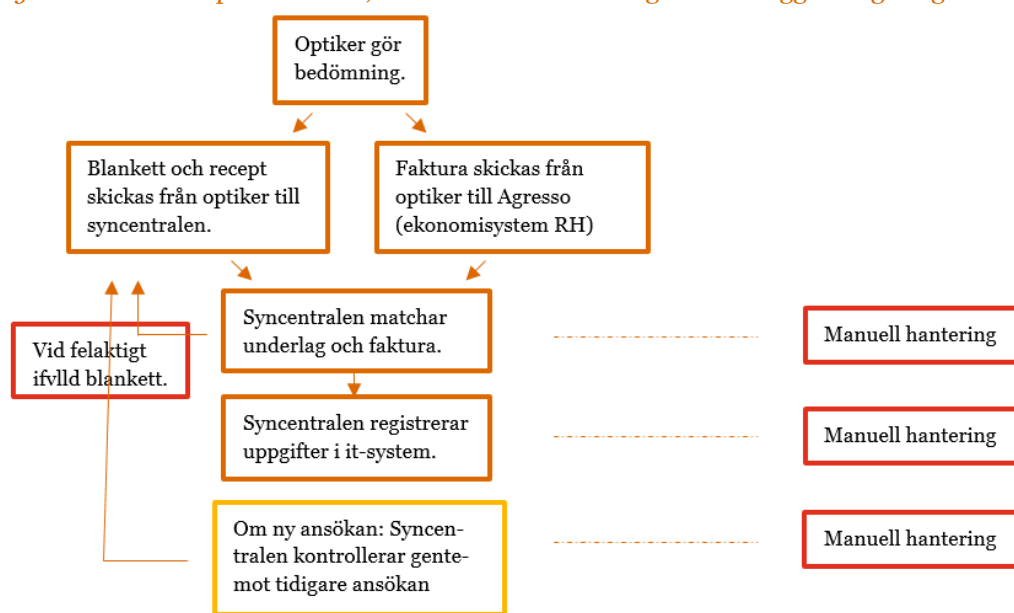 Optiker gör
bedömning.
Blankett och recept
skickas från optiker till
syncentralen.
Faktura skickas från
optiker till Agresso
(ekonomisystem RH)
Syncentralen matchar
underlag och faktura.
Manuell hantering
Vid felaktigt
ifvlld blankett.
Syncentralen registrerar
uppgifter i it-system.
Manuell hantering
Om ny ansökan: Syncen-
tralen kontrollerar gente-
mot tidigare ansökan
Manuell hantering